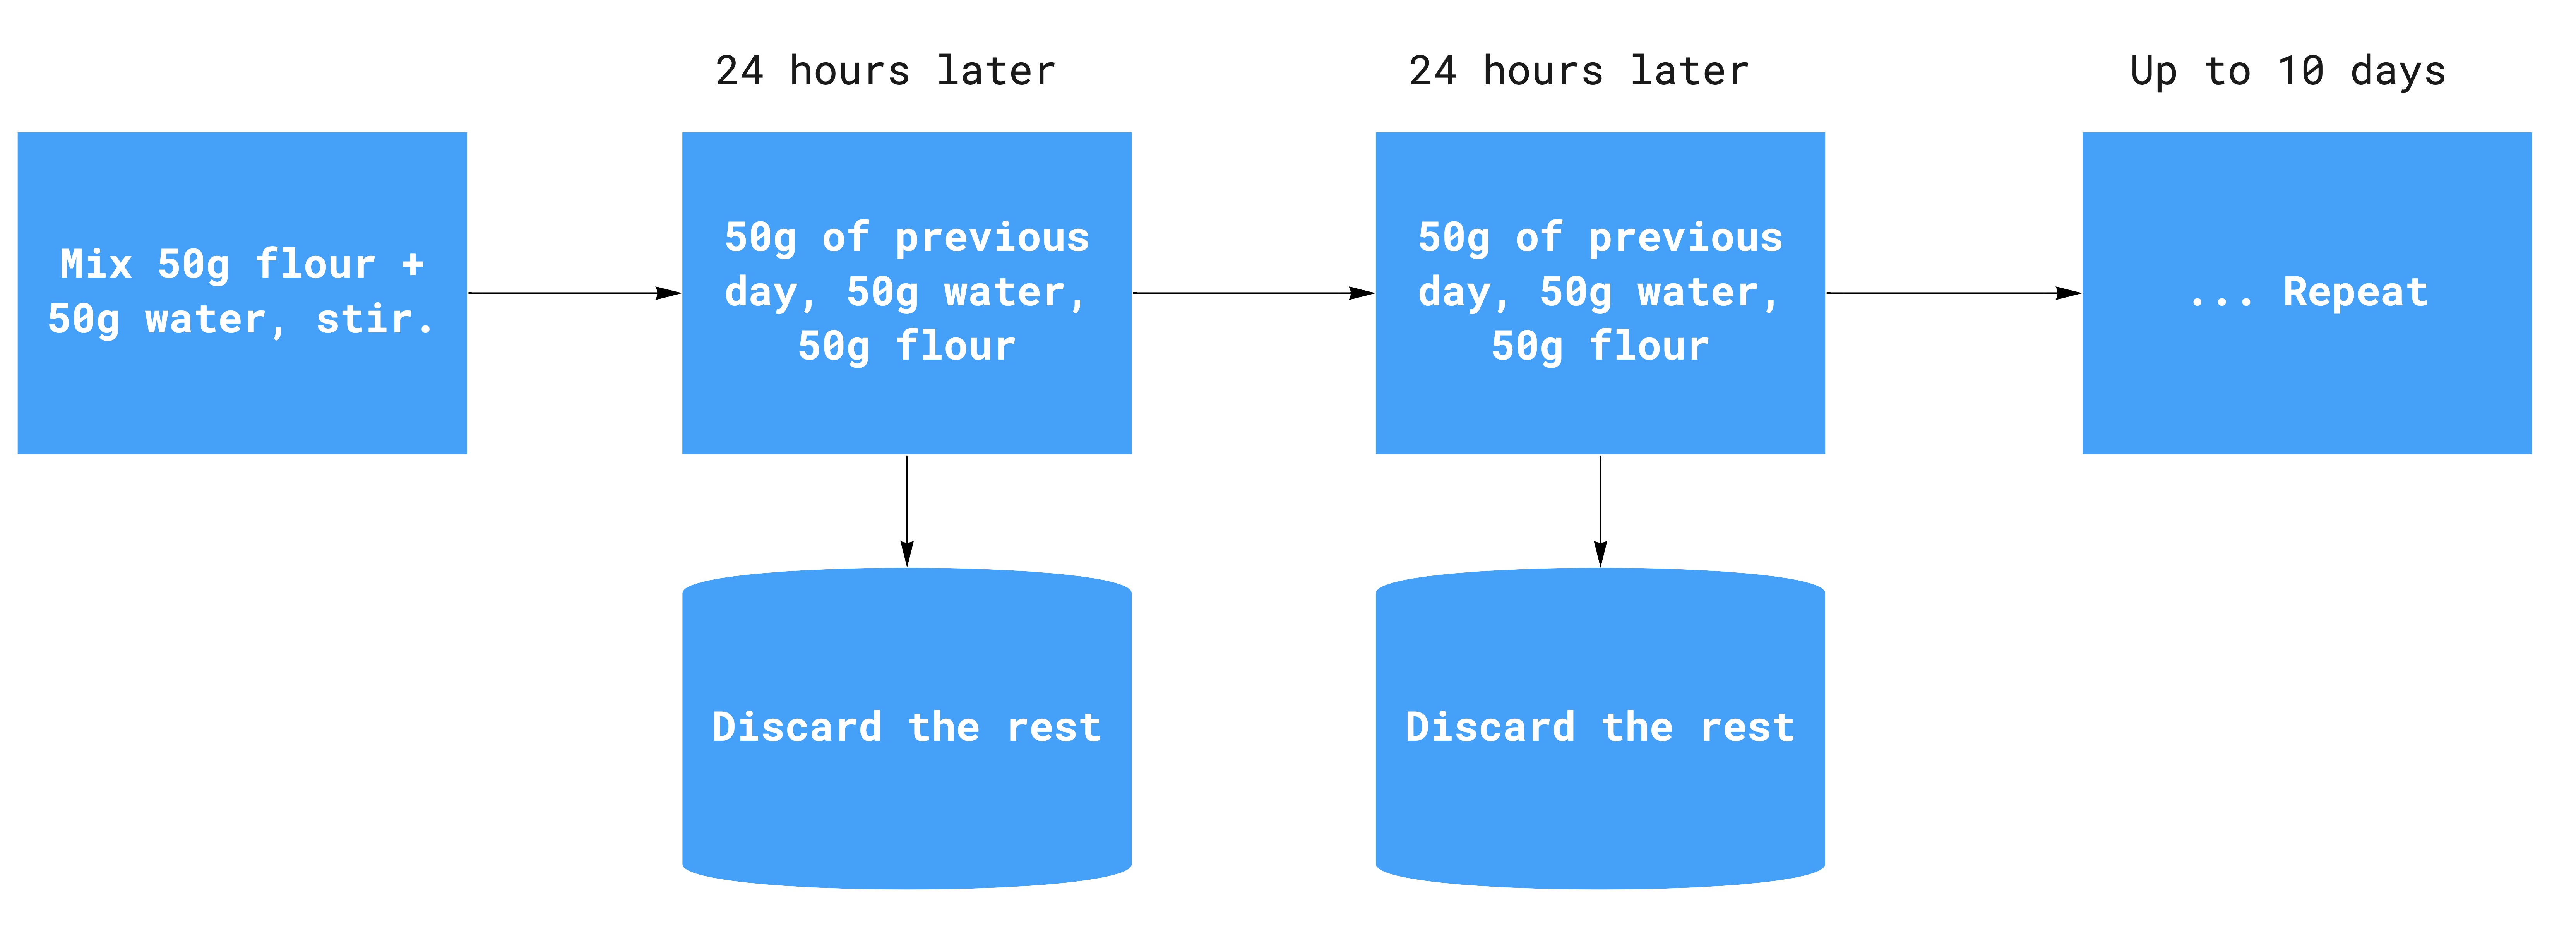 24 hours later
24 hours later
Up to 10 days
Mix 50g flour +
50g water, stir.
50g of previous
day, 50g water,
50g flour
50g of previous
day, 50g water,
50g flour
... Repeat
Discard the rest
Discard the rest